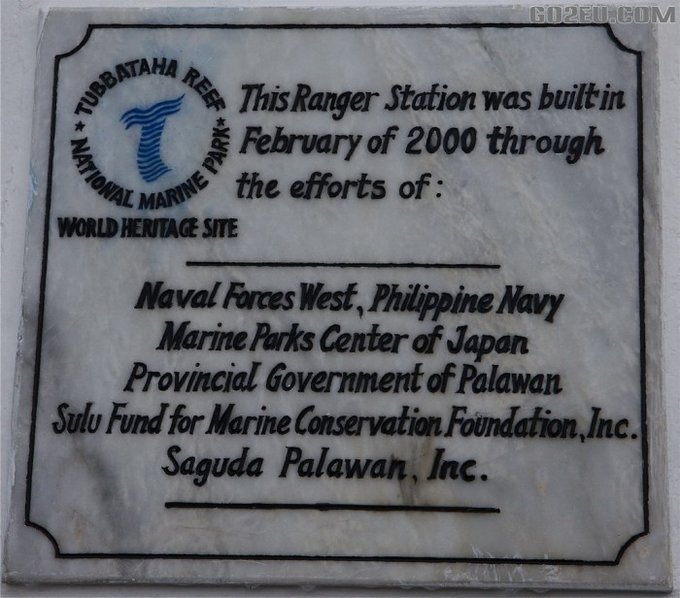 GO2EU.COM
TUBBATAHA REEF
NATIONAL MARINE PARK
WORLD HERITAGE SITE
This Ranger Station was built in
February of 2000 through
the efforts of:
Naval Forces West, Philippine Navy
Marine Parks Center of Japan
Provincial Government of Palawan
Sulu Fund for Marine Conservation Foundation, Inc.
Saguda Palawan, Inc.